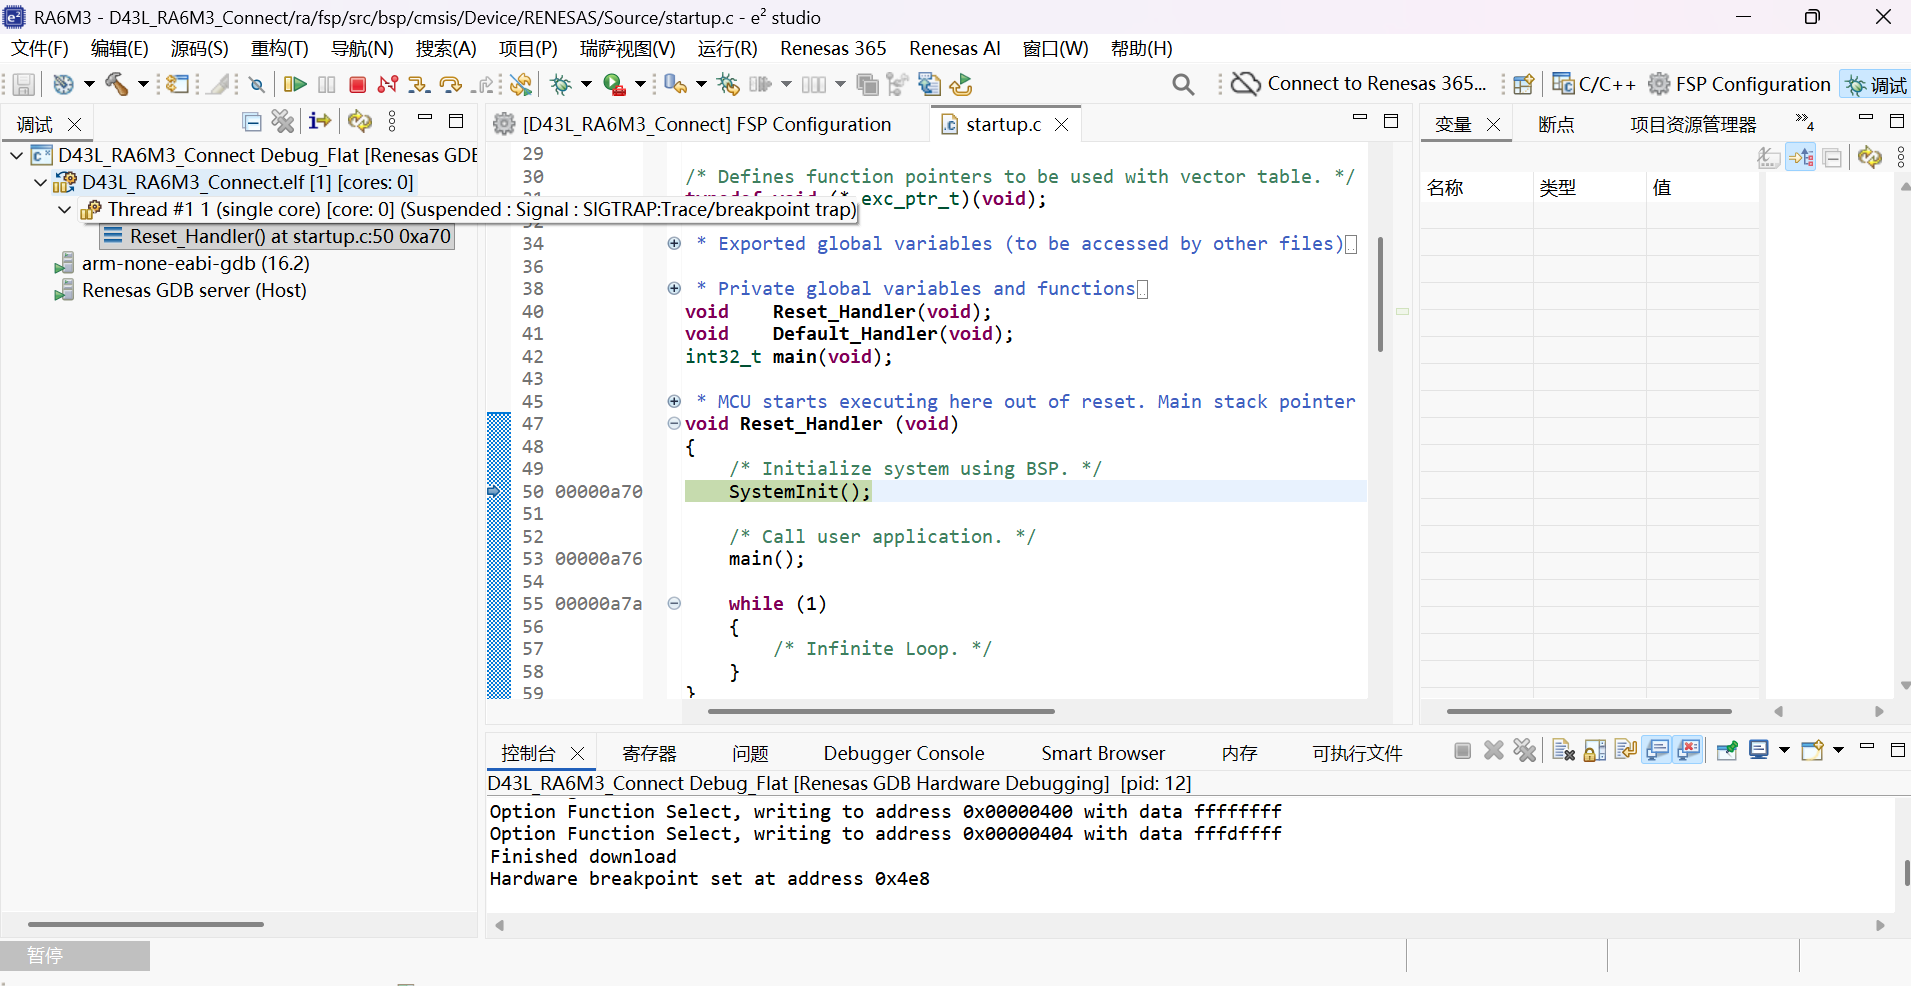 RA6M3 - D43L_RA6M3_Connect/ra/fsp/src/bsp/cmsis/Device/RENESAS/Source/startup.c - e² studio
文件(F) 编辑(E) 源码(S) 重构(T) 导航(N) 搜索(A) 项目(P) 瑞萨视图(V) 运行(R) Renesas 365 Renesas AI 窗口(W) 帮助(H)
Connect to Renesas 365... C/C++ FSP Configuration 调试
调试
D43L_RA6M3_Connect Debug_Flat [Renesas GDB
D43L_RA6M3_Connect.elf [1] [cores: 0]
Thread #1 1 (single core) [core: 0] (Suspended : Signal : SIGTRAP:Trace/breakpoint trap)
Reset_Handler() at startup.c:50 0xa70
arm-none-eabi-gdb (16.2)
Renesas GDB server (Host)
[D43L_RA6M3_Connect] FSP Configuration startup.c
29
30 /* Defines function pointers to be used with vector table. */
exc_ptr_t)(void);
34 * Exported global variables (to be accessed by other files)
36
38 * Private global variables and functions
40 void Reset_Handler(void);
41 void Default_Handler(void);
42 int32_t main(void);
43
45 * MCU starts executing here out of reset. Main stack pointer
47 void Reset_Handler (void)
48 {
49 /* Initialize system using BSP. */
50 00000a70 SystemInit();
51
52 /* Call user application. */
53 00000a76 main();
54
55 00000a7a while (1)
56 {
57 /* Infinite Loop. */
58 }
59 }
变量 断点 项目资源管理器 »4
名称 类型 值
控制台 寄存器 问题 Debugger Console Smart Browser 内存 可执行文件
D43L_RA6M3_Connect Debug_Flat [Renesas GDB Hardware Debugging] [pid: 12]
Option Function Select, writing to address 0x00000400 with data ffffffff
Option Function Select, writing to address 0x00000404 with data fffdffff
Finished download
Hardware breakpoint set at address 0x4e8
暂停